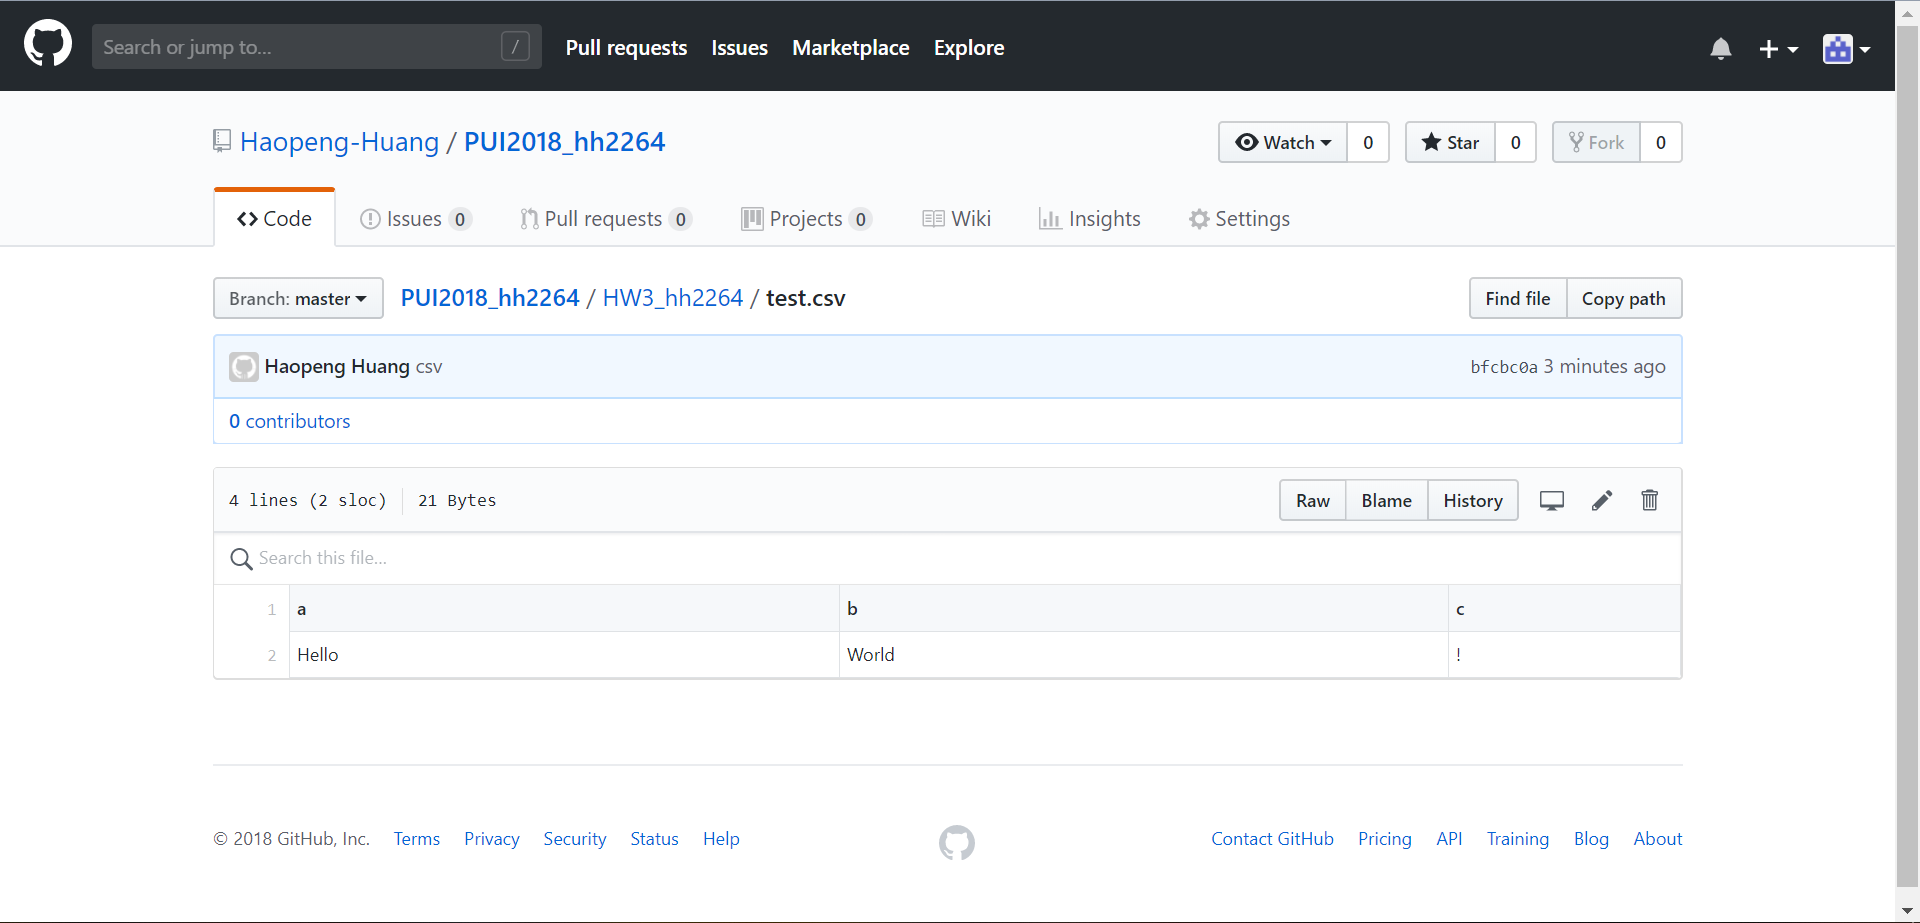 Search or jump to... / Pull requests Issues Marketplace Explore
Haopeng-Huang / PUI2018_hh2264 Watch 0 Star 0 Fork 0
Code Issues 0 Pull requests 0 Projects 0 Wiki Insights Settings
Branch: master PUI2018_hh2264 / HW3_hh2264 / test.csv Find file Copy path
Haopeng Huang csv bfcbc0a 3 minutes ago
0 contributors
4 lines (2 sloc) 21 Bytes Raw Blame History
Search this file...
1 a b c
2 Hello World !
© 2018 GitHub, Inc. Terms Privacy Security Status Help Contact GitHub Pricing API Training Blog About